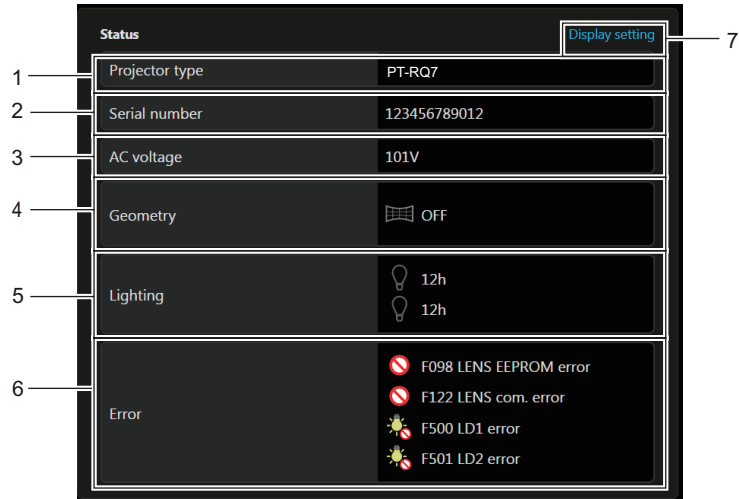 Status
Display setting
7
1
Projector type
PT-RQ7
2
Serial number
123456789012
3
AC voltage
101V
4
Geometry
OFF
5
Lighting
12h
12h
6
Error
F098 LENS EEPROM error
F122 LENS com. error
F500 LD1 error
F501 LD2 error